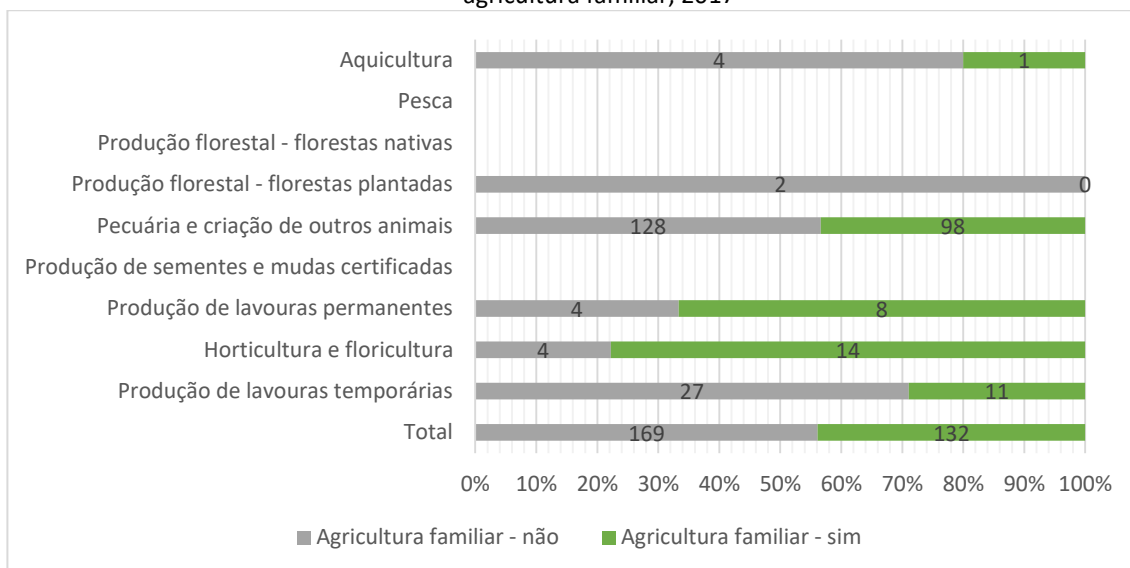 agricultura familiar, 2017
Aquicultura 4 1
Pesca
Produção florestal - florestas nativas
Produção florestal - florestas plantadas 2 0
Pecuária e criação de outros animais 128 98
Produção de sementes e mudas certificadas
Produção de lavouras permanentes 4 8
Horticultura e floricultura 4 14
Produção de lavouras temporárias 27 11
Total 169 132
0% 10% 20% 30% 40% 50% 60% 70% 80% 90% 100%
Agricultura familiar - não Agricultura familiar - sim